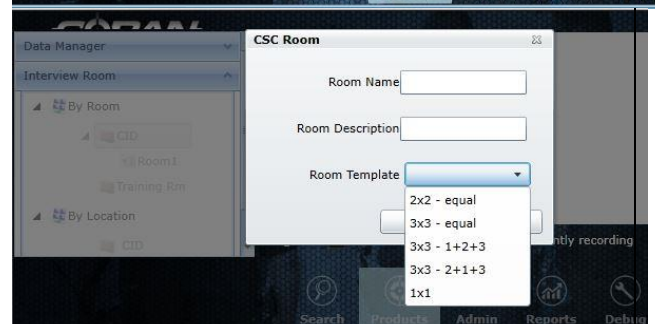 COBAN
Data Manager
Interview Room
By Room
CID
Room1
Training Rm
By Location
CID
CSC Room
Room Name
Room Description
Room Template
2x2 - equal
3x3 - equal
3x3 - 1+2+3
3x3 - 2+1+3
1x1
ntly recording
Search Products Admin Reports Debug